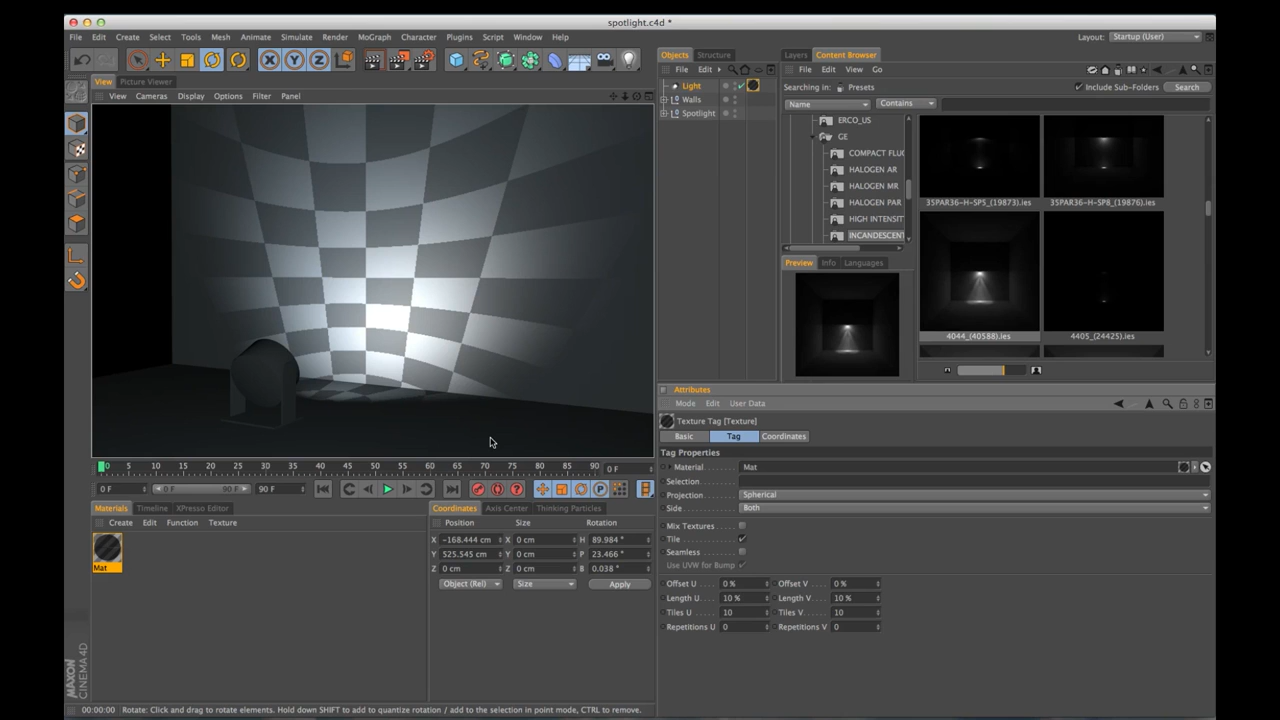 spotlight.c4d *
File Edit Create Select Tools Mesh Animate Simulate Render MoGraph Character Plugins Script Window Help
Layout: Startup (User)
X Y Z
View Picture Viewer
View Cameras Display Options Filter Panel
Objects Structure
File Edit
Light
Walls
Spotlight
Layers Content Browser
File Edit View Go
Searching in: Presets
Include Sub-Folders Search
Name Contains
ERCO_US
GE
COMPACT FLUO
HALOGEN AR
HALOGEN MR
HALOGEN PAR
HIGH INTENSIT
INCANDESCENT
35PAR36-H-SP5_(19873).ies 35PAR36-H-SP8_(19876).ies
4044_(40588).ies 4405_(24425).ies
Preview Info Languages
Attributes
Mode Edit User Data
Texture Tag [Texture]
Basic Tag Coordinates
Tag Properties
Material Mat
Selection
Projection Spherical
Side Both
Mix Textures
Tile
Seamless
Use UVW for Bump
Offset U 0 % Offset V 0 %
Length U 10 % Length V 10 %
Tiles U 10 Tiles V 10
Repetitions U 0 Repetitions V 0
0 5 10 15 20 25 30 35 40 45 50 55 60 65 70 75 80 85 90 0 F
0 F 0 F 90 F 90 F
Materials Timeline XPresso Editor
Create Edit Function Texture
Mat
Coordinates Axis Center Thinking Particles
Position Size Rotation
X -168.444 cm X 0 cm H 89.984 °
Y 525.545 cm Y 0 cm P 23.466 °
Z 0 cm Z 0 cm B 0.038 °
Object (Rel) Size Apply
MAXON
CINEMA 4D
00:00:00 Rotate: Click and drag to rotate elements. Hold down SHIFT to add to quantize rotation / add to the selection in point mode, CTRL to remove.